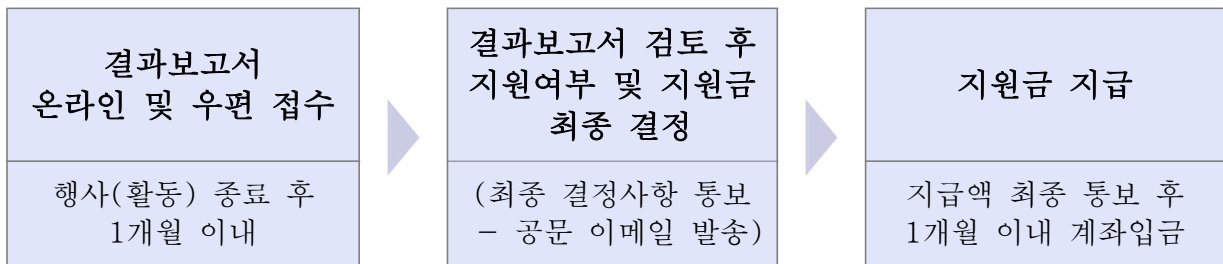 결과보고서
온라인 및 우편 접수
행사(활동) 종료 후
1개월 이내
결과보고서 검토 후
지원여부 및 지원금
최종 결정
(최종 결정사항 통보
- 공문 이메일 발송)
지원금 지급
지급액 최종 통보 후
1개월 이내 계좌입금